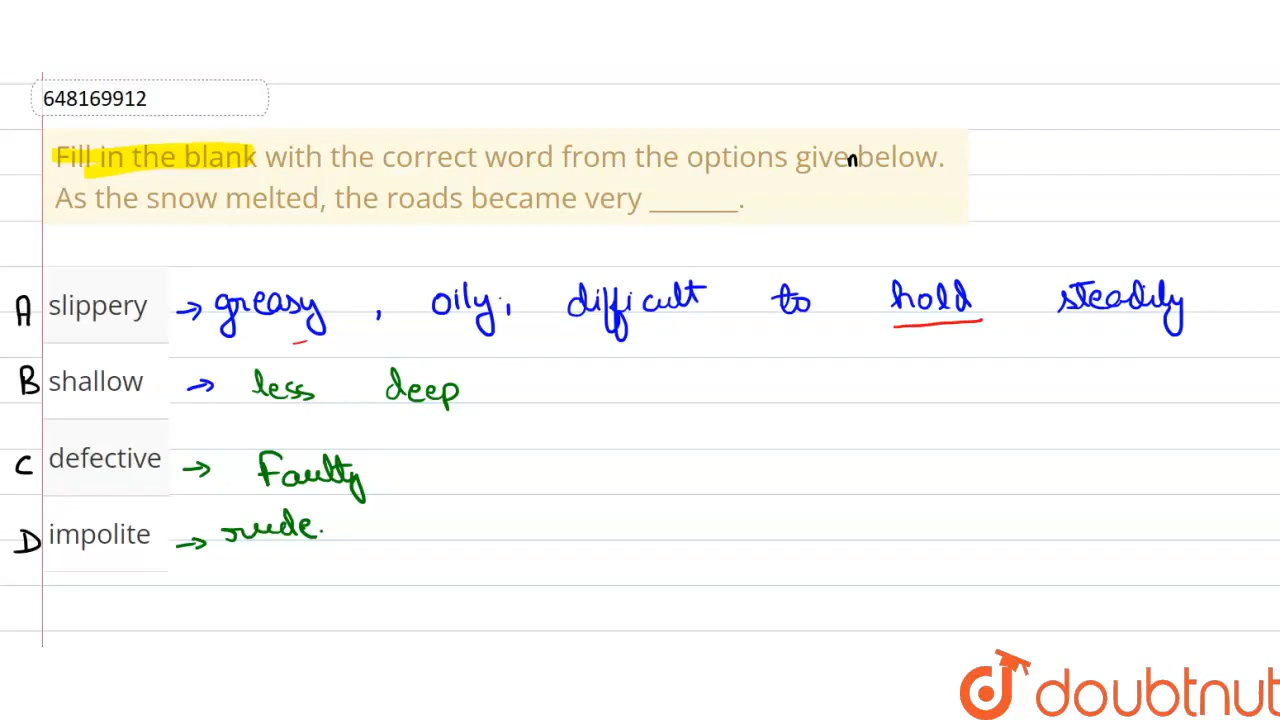 648169912
Fill in the blank with the correct word from the options given below.
As the snow melted, the roads became very _______.
A slippery → greasy, oily, difficult to hold steadily
B shallow → less deep
C defective → Faulty
D impolite → rude.
doubtnut